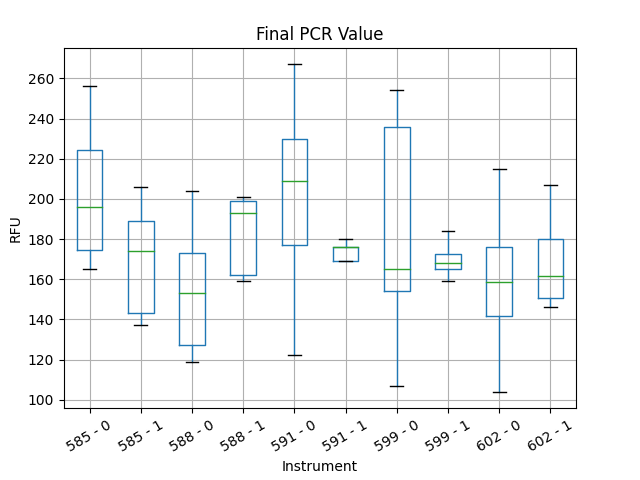 Final PCR Value
260
240
220
200
180
160
140
120
100
RFU
585 - 0
585 - 1
588 - 0
588 - 1
591 - 0
591 - 1
599 - 0
599 - 1
602 - 0
602 - 1
Instrument